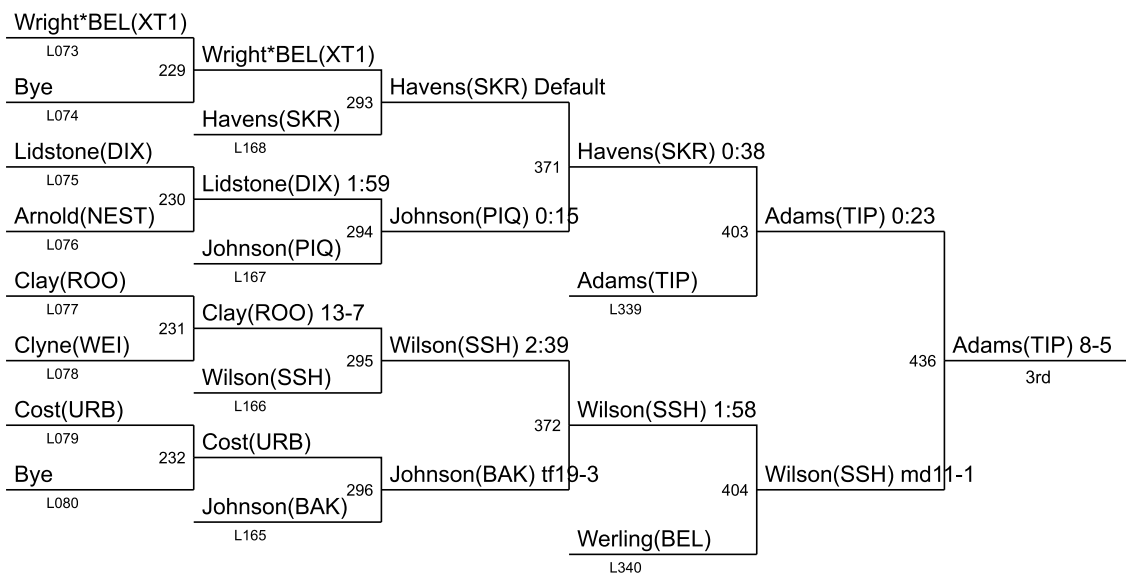 Wright*BEL(XT1)
L073
229
Bye
L074
Lidstone(DIX)
L075
230
Arnold(NEST)
L076
Clay(ROO)
L077
231
Clyne(WEI)
L078
Cost(URB)
L079
232
Bye
L080
Wright*BEL(XT1)
293
Havens(SKR)
L168
Lidstone(DIX) 1:59
294
Johnson(PIQ)
L167
Clay(ROO) 13-7
295
Wilson(SSH)
L166
Cost(URB)
296
Johnson(BAK)
L165
Havens(SKR) Default
371
Johnson(PIQ) 0:15
Wilson(SSH) 2:39
372
Johnson(BAK) tf19-3
Havens(SKR) 0:38
403
Adams(TIP)
L339
Wilson(SSH) 1:58
404
Werling(BEL)
L340
Adams(TIP) 0:23
436
Wilson(SSH) md11-1
Adams(TIP) 8-5
3rd